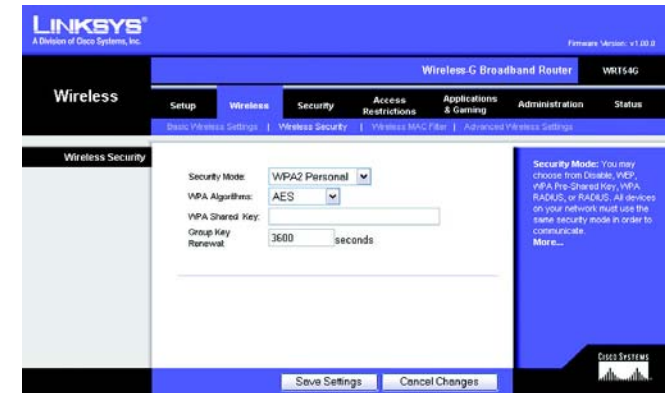 LINKSYS®
A Division of Cisco Systems, Inc.
Firmware Version: v1.00.0
Wireless-G Broadband Router WRT54G
Wireless
Setup Wireless Security Access Restrictions Applications & Gaming Administration Status
Basic Wireless Settings | Wireless Security | Wireless MAC Filter | Advanced Wireless Settings
Wireless Security
Security Mode: WPA2 Personal
WPA Algorithms: AES
WPA Shared Key:
Group Key Renewal: 3600 seconds
Security Mode: You may
choose from Disable, WEP,
WPA Pre-Shared Key, WPA
RADIUS, or RADIUS. All devices
on your network must use the
same security mode in order to
communicate.
More...
Save Settings Cancel Changes
CISCO SYSTEMS